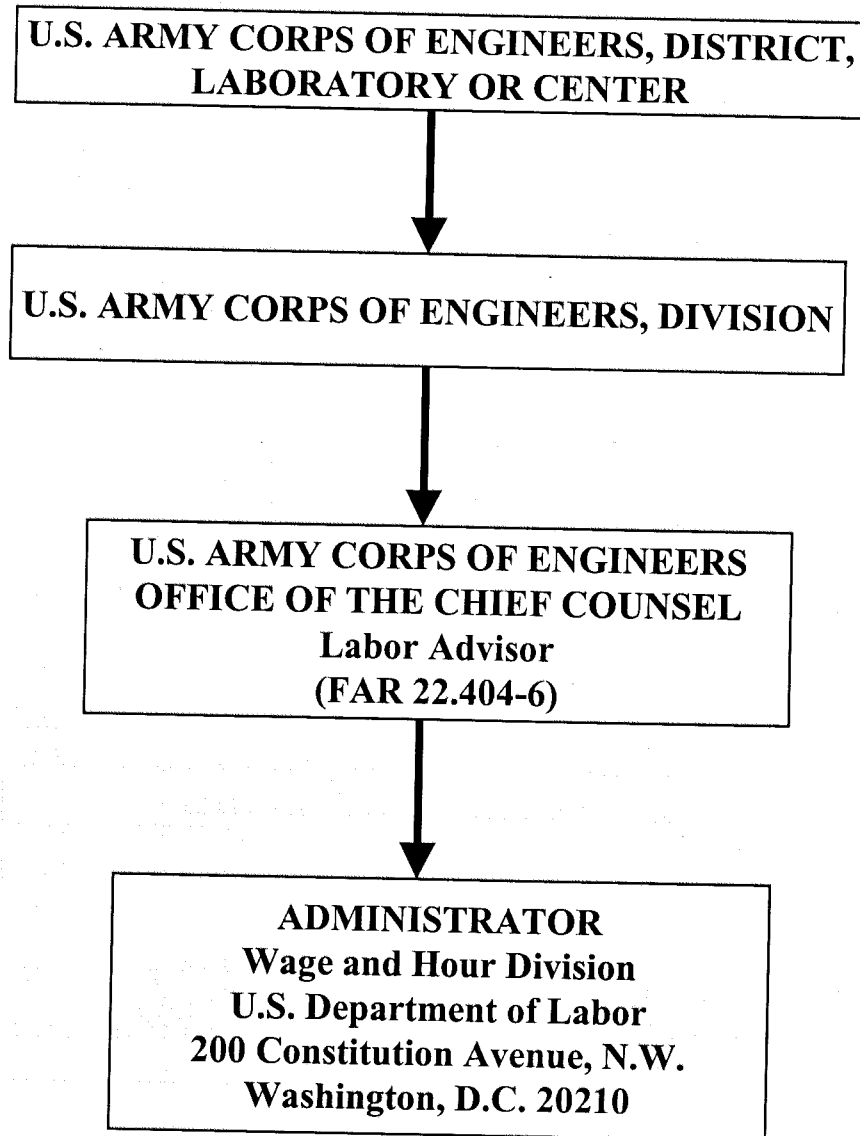 U.S. ARMY CORPS OF ENGINEERS, DISTRICT,
LABORATORY OR CENTER
U.S. ARMY CORPS OF ENGINEERS, DIVISION
U.S. ARMY CORPS OF ENGINEERS
OFFICE OF THE CHIEF COUNSEL
Labor Advisor
(FAR 22.404-6)
ADMINISTRATOR
Wage and Hour Division
U.S. Department of Labor
200 Constitution Avenue, N.W.
Washington, D.C. 20210